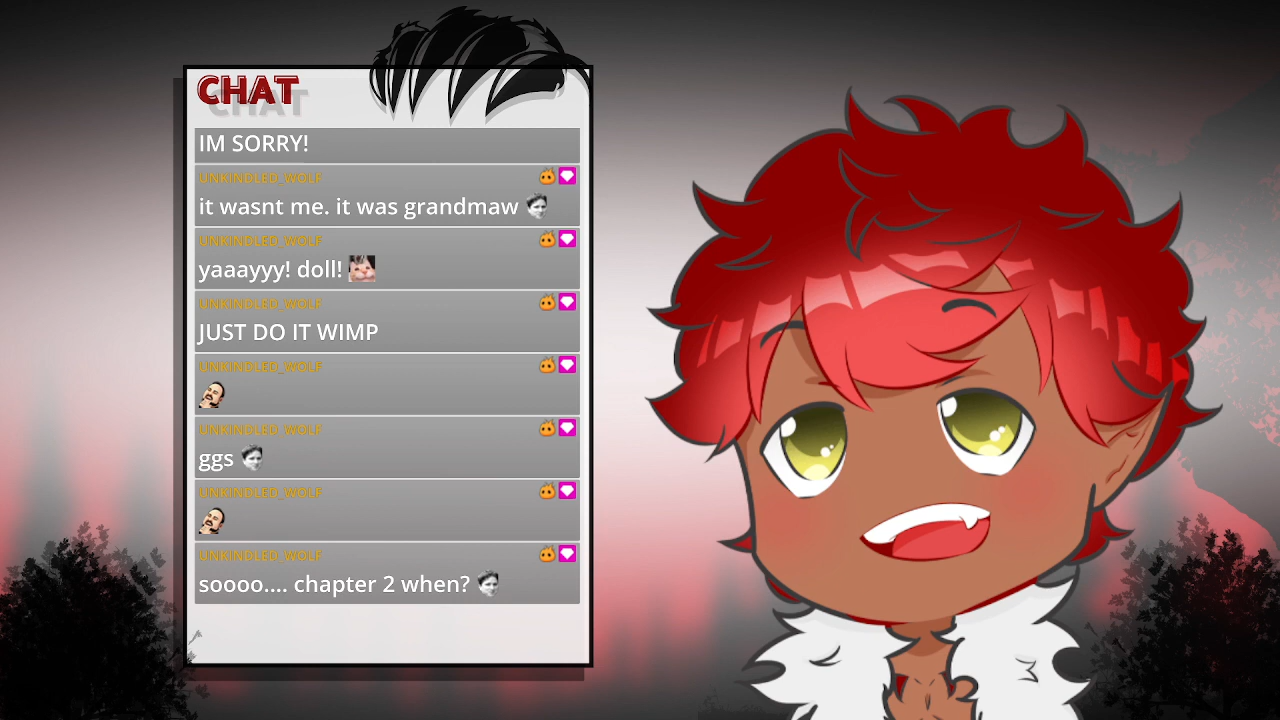 CHAT
IM SORRY!
UNKINDLED_WOLF
it wasnt me. it was grandmaw
UNKINDLED_WOLF
yaaayyy! doll!
UNKINDLED_WOLF
JUST DO IT WIMP
UNKINDLED_WOLF
UNKINDLED_WOLF
ggs
UNKINDLED_WOLF
UNKINDLED_WOLF
soooo.... chapter 2 when?